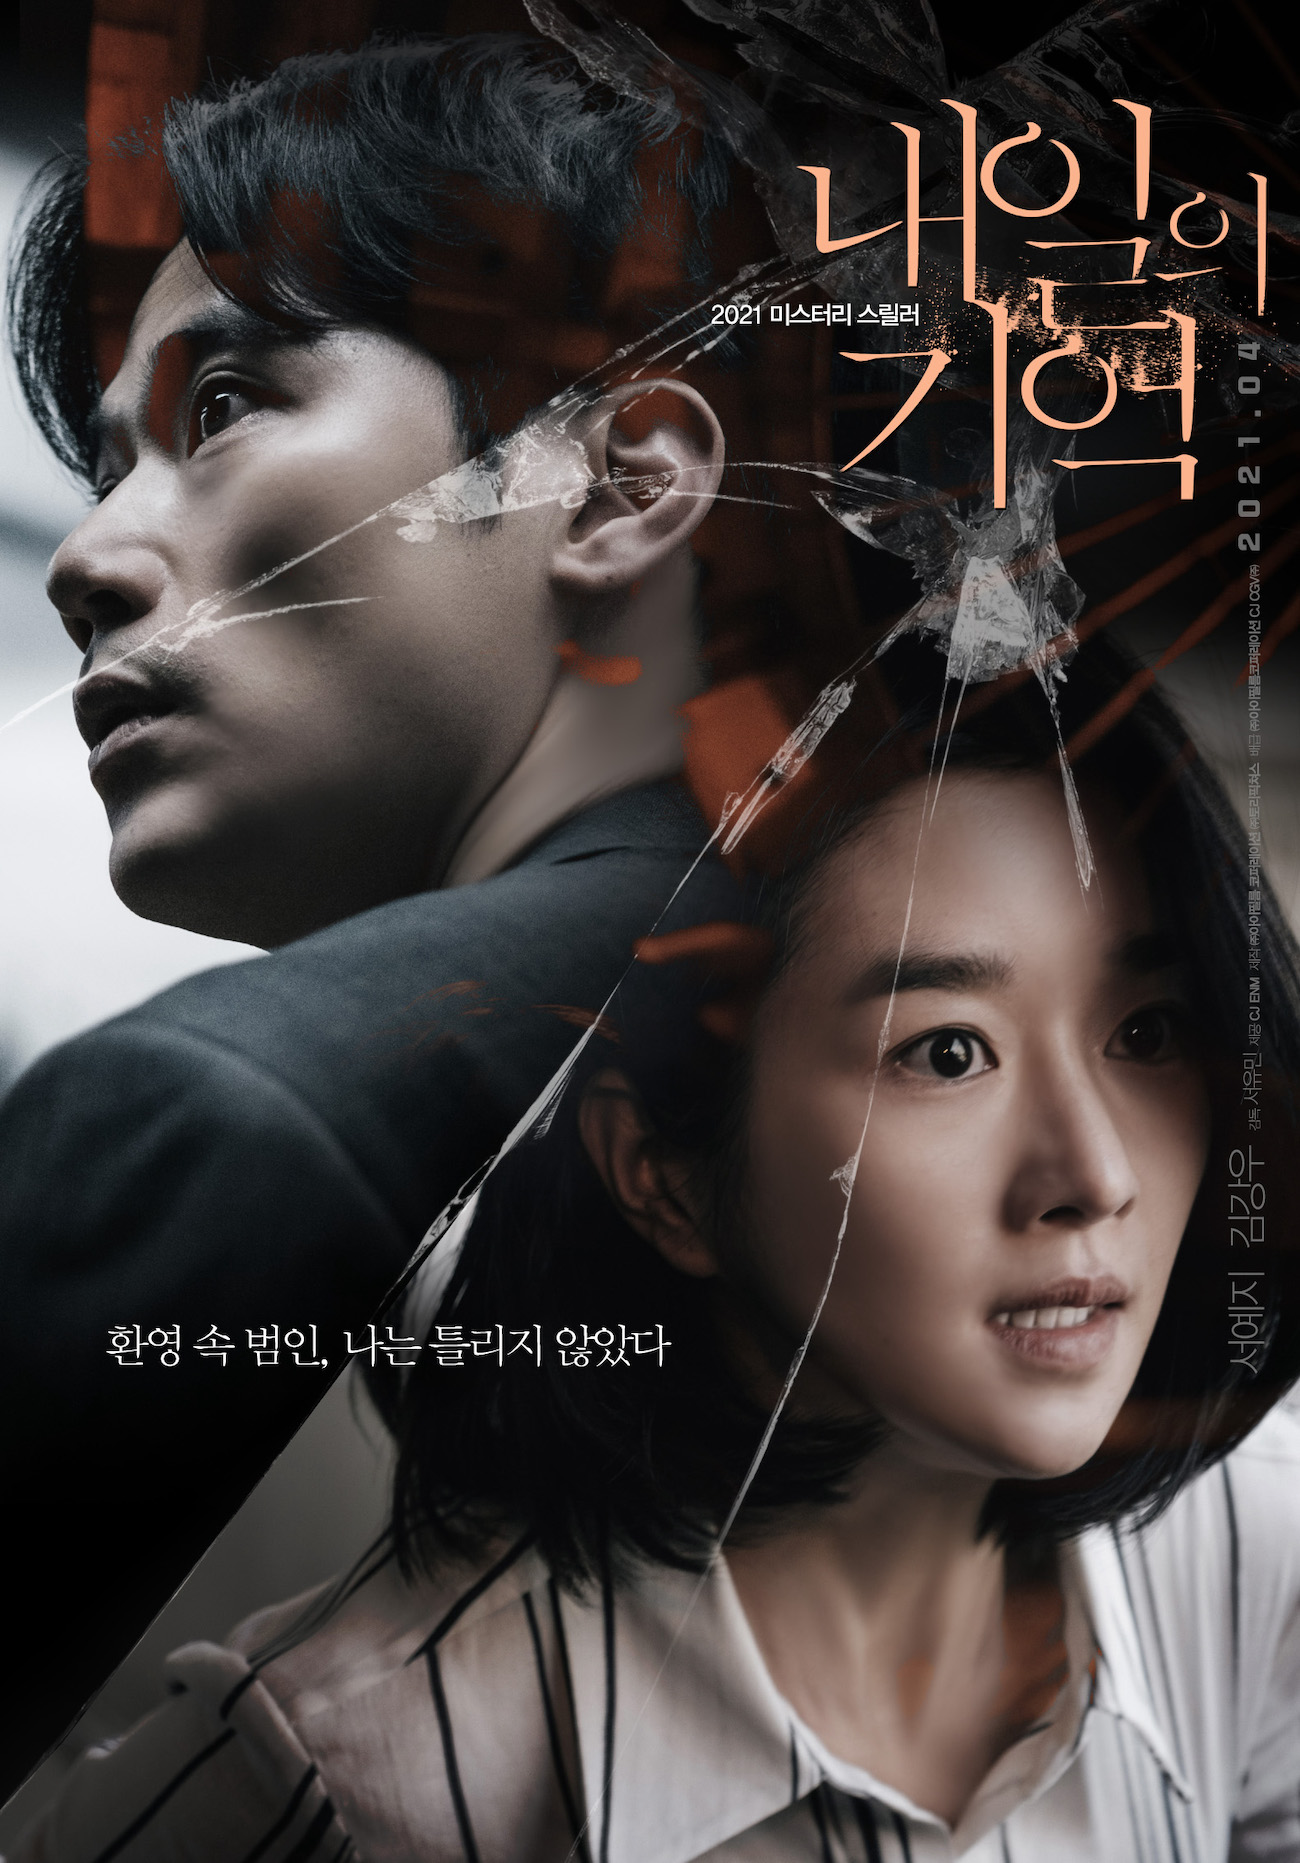 내일의
기억
2021 미스터리 스릴러
환영 속 범인, 나는 틀리지 않았다
서예지 김강우 감독 서유민 제공 CJ ENM 제작 ㈜아이필름 코퍼레이션 ㈜토리픽쳐스 배급 ㈜아이필름코퍼레이션 CJ CGV㈜ 2021.04